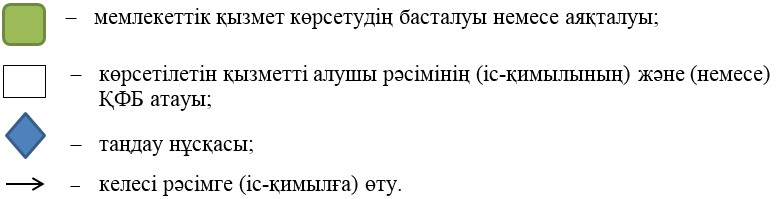 – мемлекеттік қызмет көрсетудің басталуы немесе аяқталуы;
– көрсетілетін қызметті алушы рәсімінің (іс-қимылының) және (немесе)
ҚФБ атауы;
– таңдау нұсқасы;
– келесі рәсімге (іс-қимылға) өту.